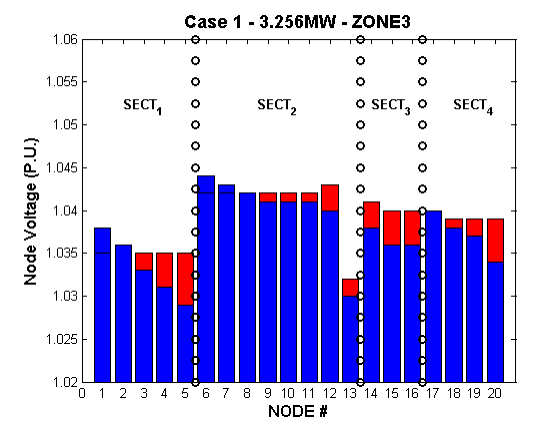 Case 1 - 3.256MW - ZONE3
Node Voltage (P.U.)
1.06
1.055
1.05
1.045
1.04
1.035
1.03
1.025
1.02
SECT1 SECT2 SECT3 SECT4
0 1 2 3 4 5 6 7 8 9 10 11 12 13 14 15 16 17 18 19 20
NODE #